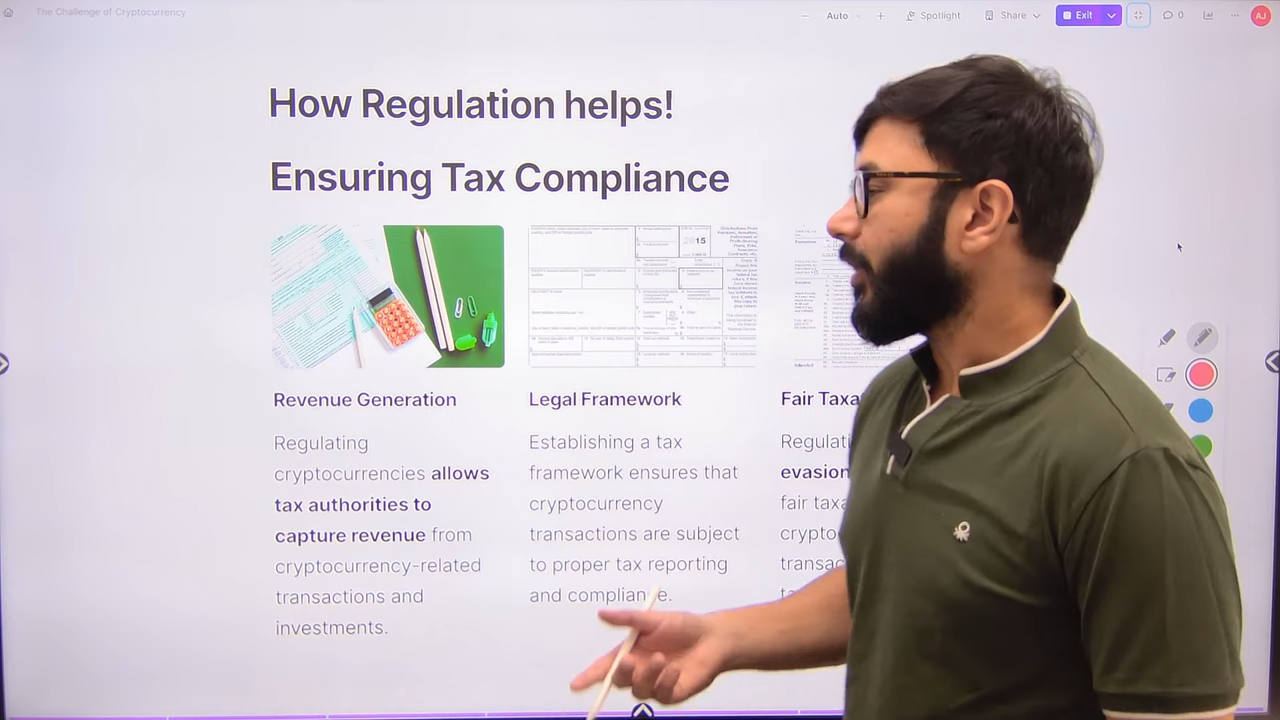 The Challenge of Cryptocurrency
Auto
Spotlight
Share
Exit
0
AJ
How Regulation helps!
Ensuring Tax Compliance
2015
Revenue Generation
Regulating
cryptocurrencies allows
tax authorities to
capture revenue from
cryptocurrency-related
transactions and
investments.
Legal Framework
Establishing a tax
framework ensures that
cryptocurrency
transactions are subject
to proper tax reporting
and compliance.
Fair Taxa
Regulati
evasion
fair taxa
crypto
transac